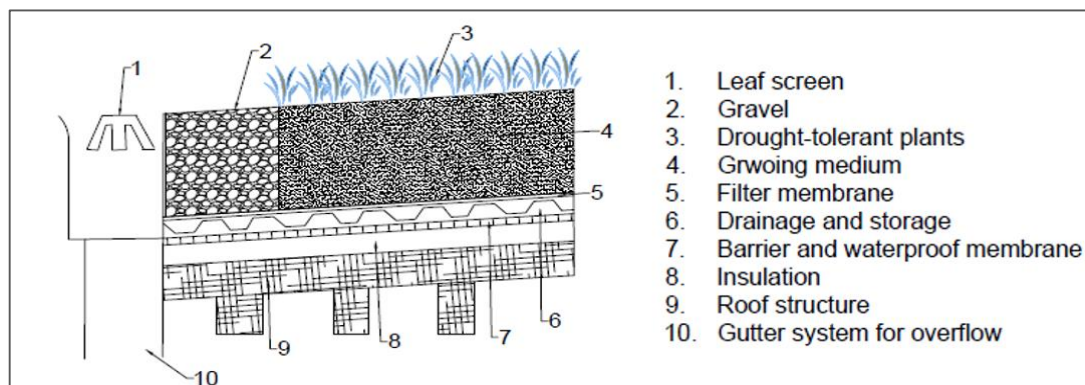 1
2
3
4
5
6
7
8
9
10
1. Leaf screen
2. Gravel
3. Drought-tolerant plants
4. Grwoing medium
5. Filter membrane
6. Drainage and storage
7. Barrier and waterproof membrane
8. Insulation
9. Roof structure
10. Gutter system for overflow